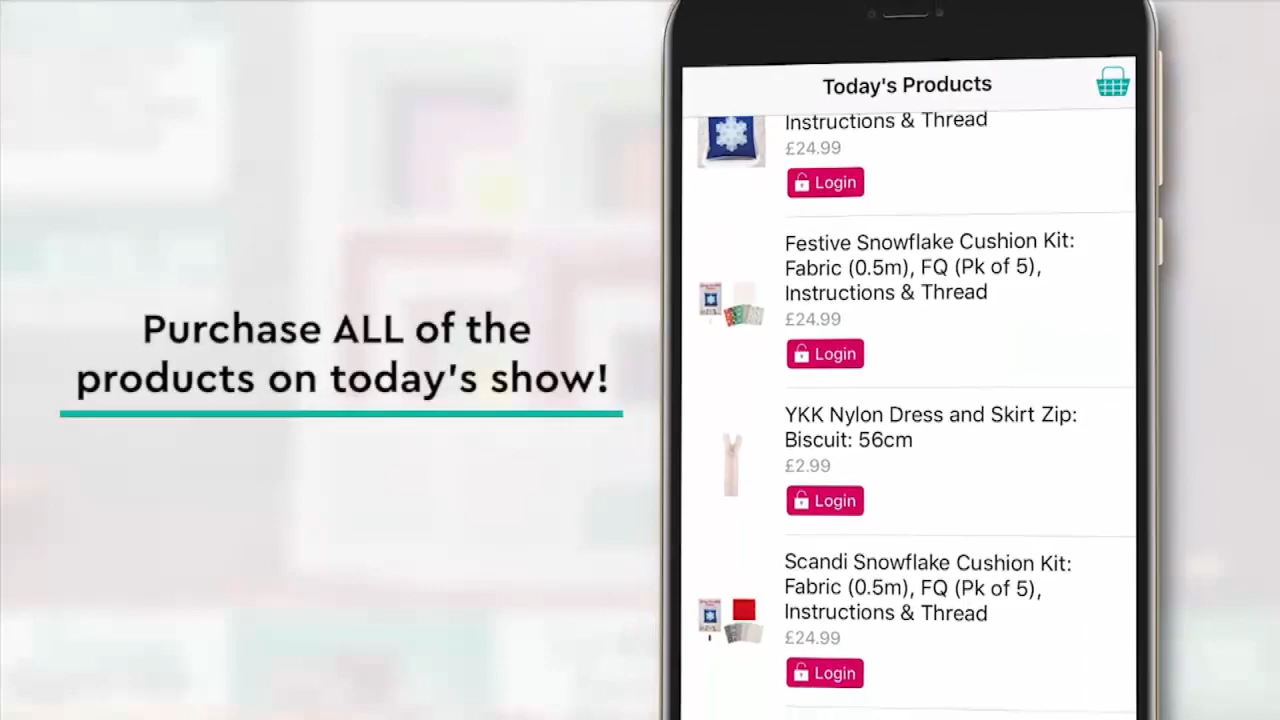 Purchase ALL of the
products on today's show!
Today's Products
Instructions & Thread
£24.99
Login
Festive Snowflake Cushion Kit:
Fabric (0.5m), FQ (Pk of 5),
Instructions & Thread
£24.99
Login
YKK Nylon Dress and Skirt Zip:
Biscuit: 56cm
£2.99
Login
Scandi Snowflake Cushion Kit:
Fabric (0.5m), FQ (Pk of 5),
Instructions & Thread
£24.99
Login